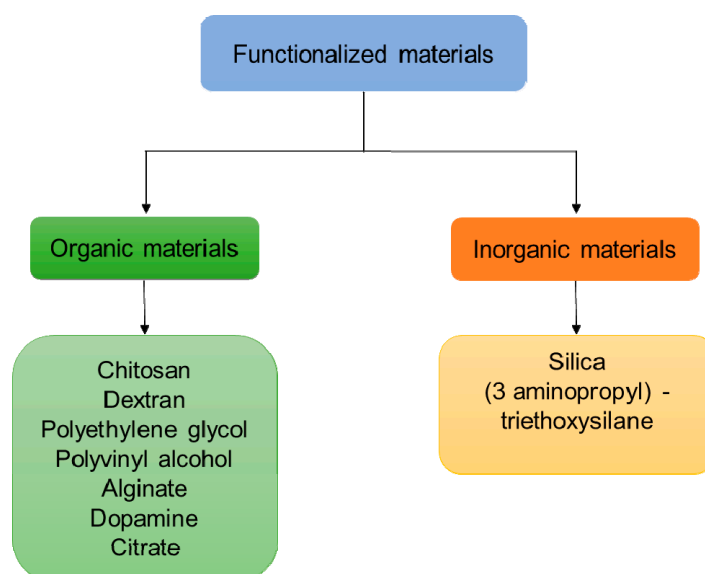 Functionalized materials
Organic materials
Inorganic materials
Chitosan
Dextran
Polyethylene glycol
Polyvinyl alcohol
Alginate
Dopamine
Citrate
Silica
(3 aminopropyl) -
triethoxysilane